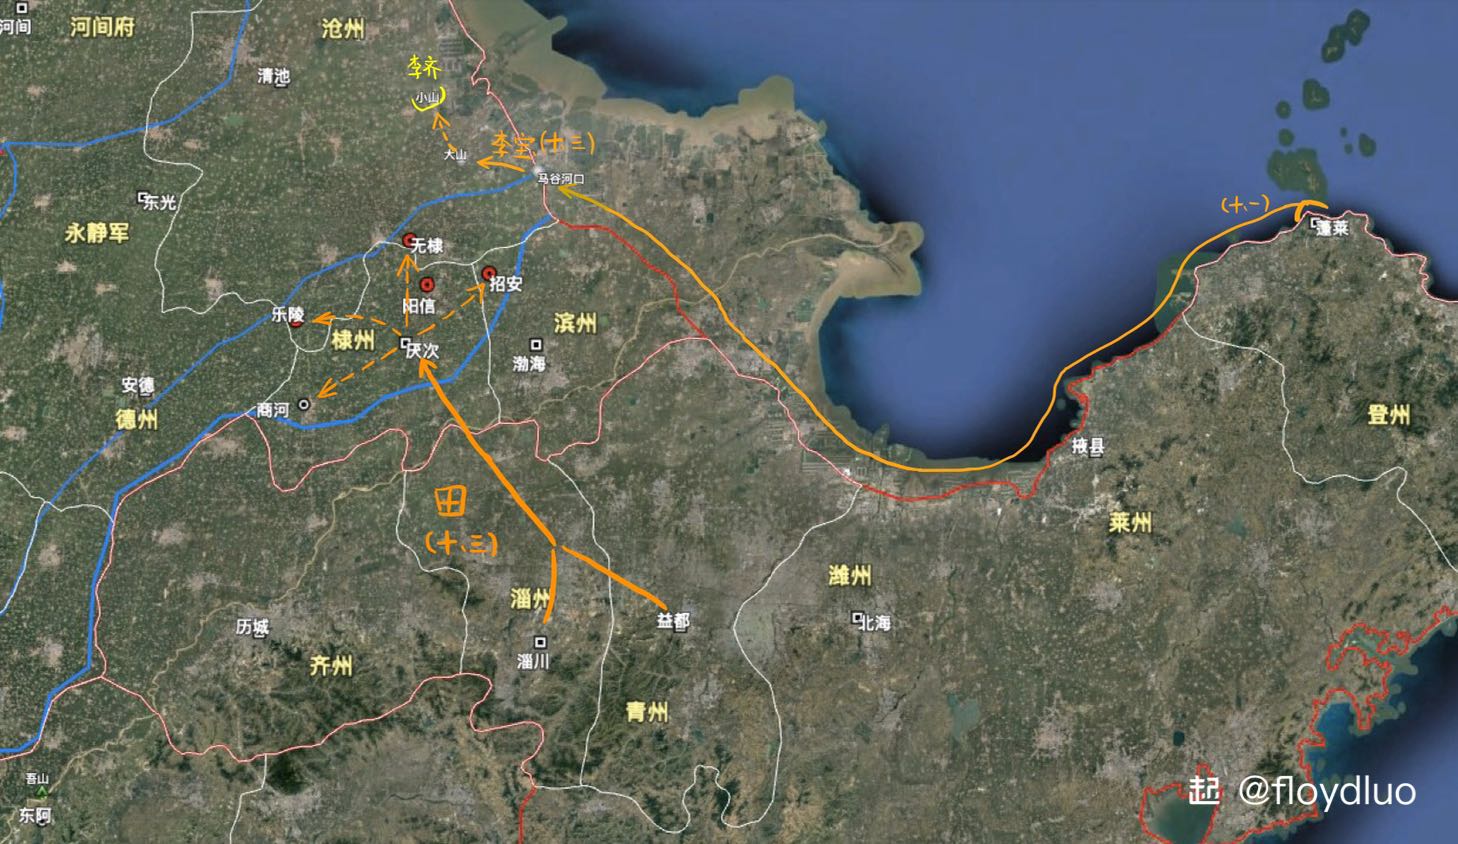 河间
河间府
沧州
清池
李齐
小山
大山
李宝(十、三)
马谷河口
东光
永静军
无棣
阳信
招安
乐陵
棣州
厌次
滨州
渤海
安德
德州
商河
(十、一)
蓬莱
登州
掖县
莱州
田
(十、三)
淄州
淄川
益都
潍州
北海
历城
齐州
青州
吾山
东阿
起 @floydluo